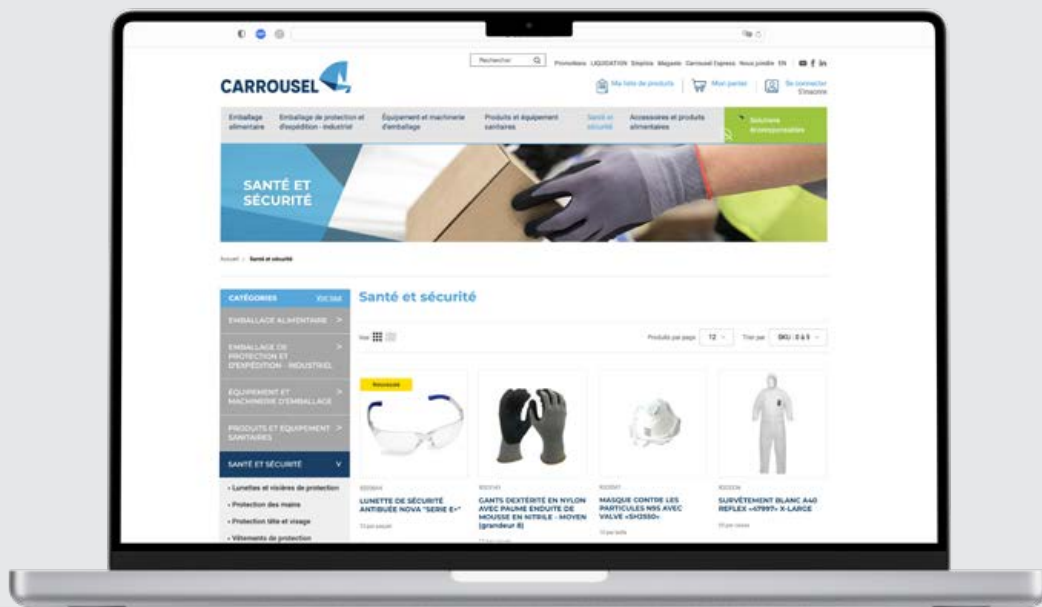 Rechercher
Promotions LIQUIDATION Emplois Magasin Carrousel Express Nous joindre EN
CARROUSEL
Ma liste de produits
Mon panier
Se connecter
S'inscrire
Emballage
alimentaire
Emballage de protection et
d'expédition - industriel
Équipement et machinerie
d'emballage
Produits et équipement
sanitaires
Santé et
sécurité
Accessoires et produits
alimentaires
Solutions
écoresponsables
SANTÉ ET
SÉCURITÉ
Accueil
Santé et sécurité
CATÉGORIES
Voir tout
EMBALLAGE ALIMENTAIRE >
EMBALLAGE DE >
PROTECTION ET
D'EXPÉDITION - INDUSTRIEL
ÉQUIPEMENT ET >
MACHINERIE D'EMBALLAGE
PRODUITS ET ÉQUIPEMENT >
SANITAIRES
SANTÉ ET SÉCURITÉ
• Lunettes et visières de protection
• Protection des mains
• Protection tête et visage
• Vêtements de protection
Santé et sécurité
Voir
Produits par page
12
Trier par
SKU : 0 à 9
Nouveauté
LUNETTE DE SÉCURITÉ
ANTIBUÉE NOVA "SERIE E+"
GANTS DEXTÉRITÉ EN NYLON
AVEC PAUME ENDUITE DE
MOUSSE EN NITRILE - MOYEN
(grandeur 8)
MASQUE CONTRE LES
PARTICULES N95 AVEC
VALVE «SH3550»
SURVÊTEMENT BLANC A40
REFLEX «47997» X-LARGE